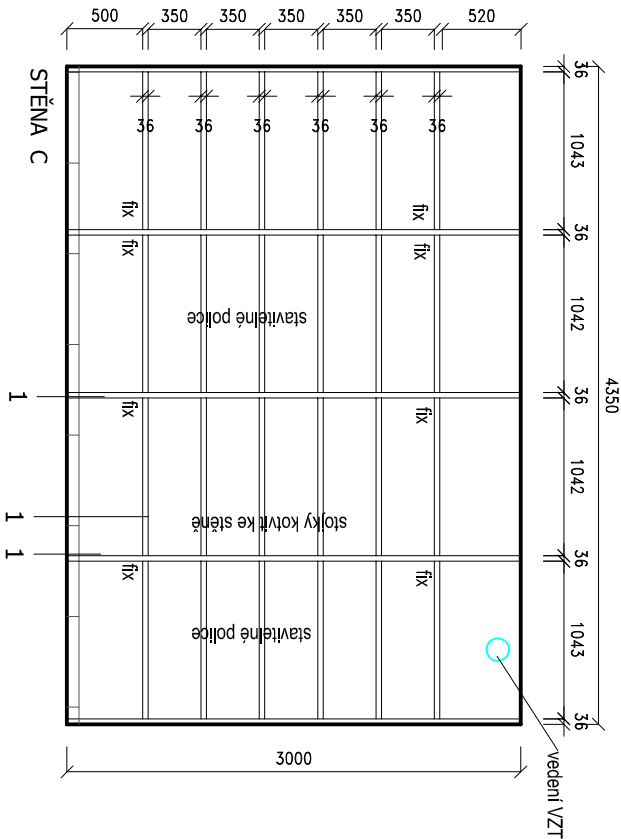 500 350 350 350 350 350 520
36 36 36 36 36 36
36 1043 36 1042 36 1042 36 1043 36
4350
3000
STĚNA C
fix fix
fix fix
stavitelné police
fix fix
stojky kotvit ke stěně
fix fix
stavitelné police
vedení VZT
1
1
1